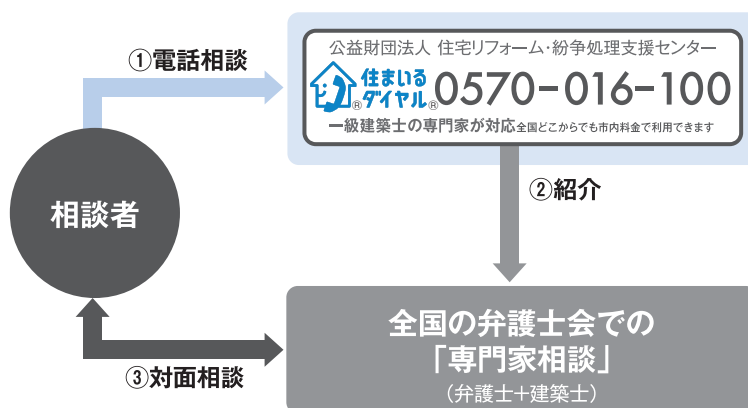 ①電話相談
公益財団法人 住宅リフォーム・紛争処理支援センター
住まいる
ダイヤル
® ®
0570-016-100
一級建築士の専門家が対応 全国どこからでも市内料金で利用できます
②紹介
相談者
全国の弁護士会での
「専門家相談」
(弁護士+建築士)
③対面相談